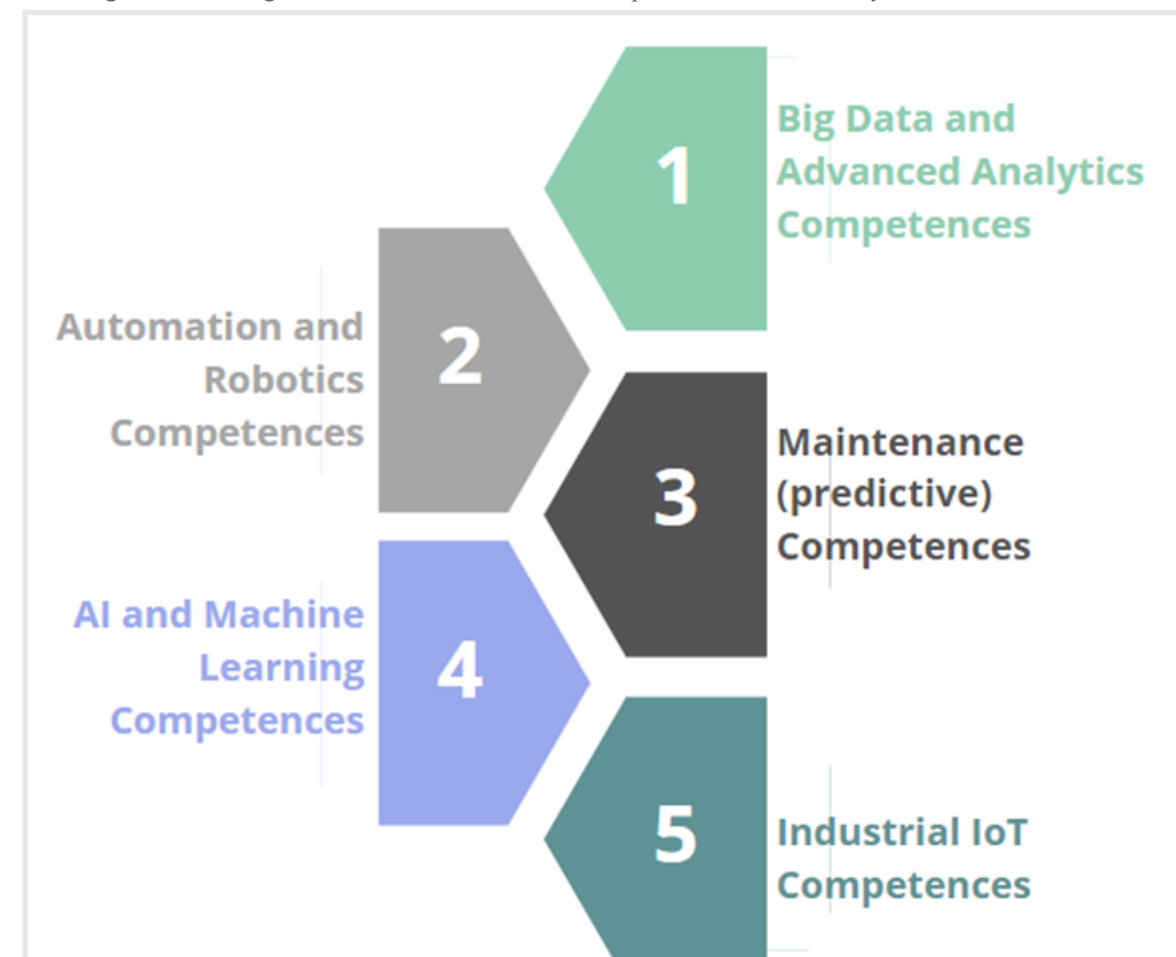 1
Big Data and
Advanced Analytics
Competences
2
Automation and
Robotics
Competences
3
Maintenance
(predictive)
Competences
4
AI and Machine
Learning
Competences
5
Industrial IoT
Competences